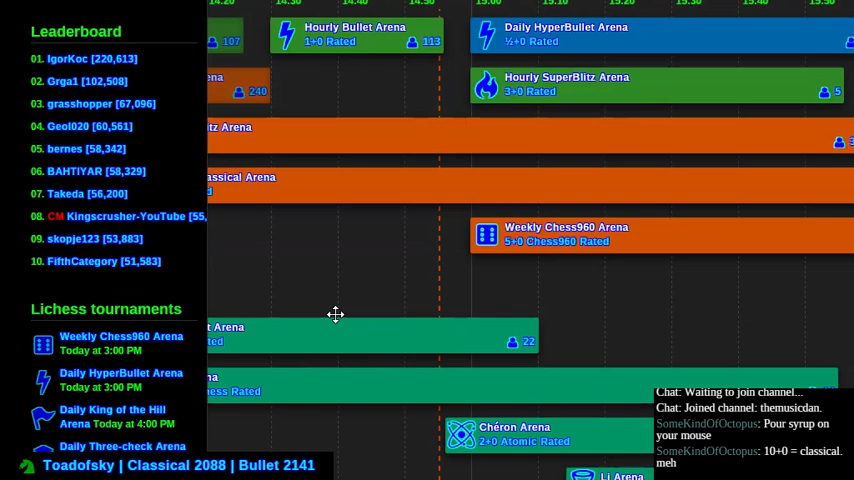 14.20
15.00
15.10
15.20
15.30
15.40
15.50
Leaderboard
01. IgorKoc [220,613]
02. Grga1 [102,508]
03. grasshopper [67,096]
04. Geol020 [60,561]
05. bernes [58,342]
06. BAHTIYAR [58,329]
07. Takeda [56,200]
08. CM Kingscrusher-YouTube [55,
09. skopje123 [53,883]
10. FifthCategory [51,583]
Lichess tournaments
Weekly Chess960 Arena
Today at 3:00 PM
Daily HyperBullet Arena
Today at 3:00 PM
Daily King of the Hill
Arena Today at 4:00 PM
Daily Three-check Arena
Toadofsky | Classical 2088 | Bullet 2141
107
Hourly Bullet Arena
1+0 Rated
113
Daily HyperBullet Arena
½+0 Rated
ena
240
Hourly SuperBlitz Arena
3+0 Rated
5
itz Arena
3
assical Arena
d
Weekly Chess960 Arena
5+0 Chess960 Rated
t Arena
ted
22
na
ness Rated
Chéron Arena
2+0 Atomic Rated
Li Arena
Chat: Waiting to join channel...
Chat: Joined channel: themusicdan.
SomeKindOfOctopus: Pour syrup on
your mouse
SomeKindOfOctopus: 10+0 = classical.
meh